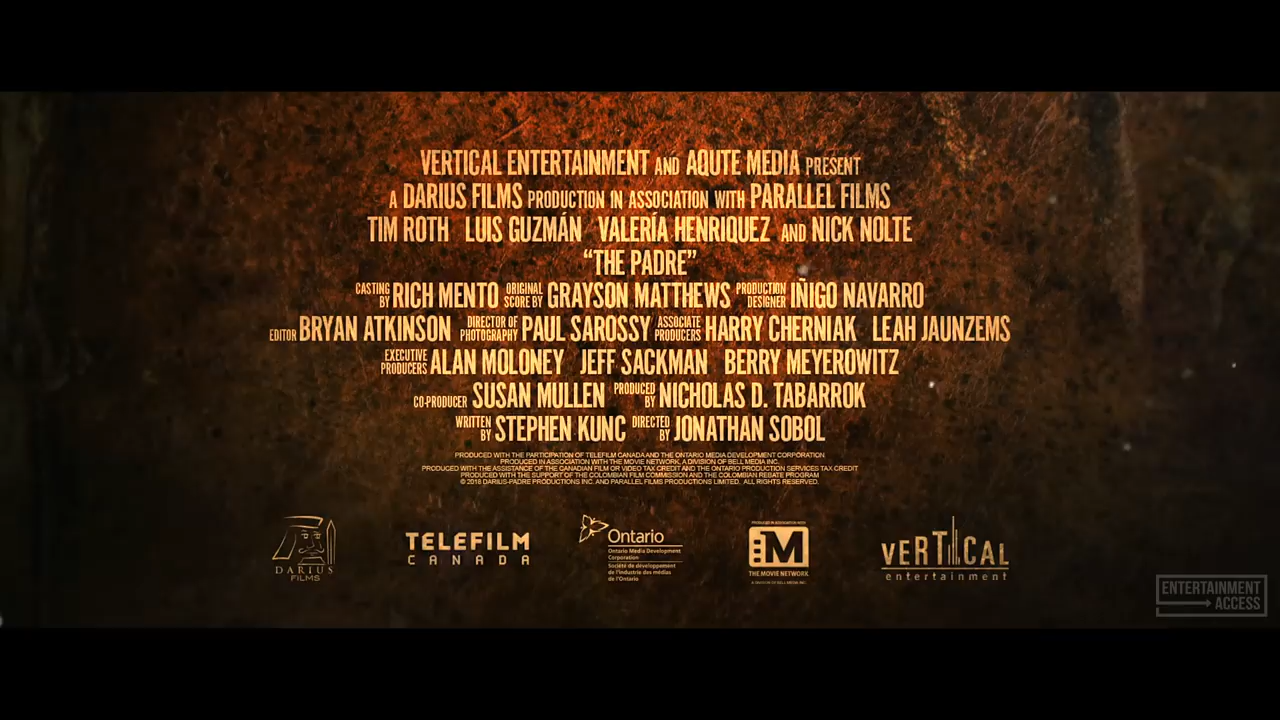 VERTICAL ENTERTAINMENT AND AQUTE MEDIA PRESENT
A DARIUS FILMS PRODUCTION IN ASSOCIATION WITH PARALLEL FILMS
TIM ROTH LUIS GUZMÁN VALERÍA HENRIQUEZ AND NICK NOLTE
“THE PADRE”
CASTING BY RICH MENTO ORIGINAL SCORE BY GRAYSON MATTHEWS PRODUCTION DESIGNER IÑIGO NAVARRO
EDITOR BRYAN ATKINSON DIRECTOR OF PHOTOGRAPHY PAUL SAROSSY ASSOCIATE PRODUCERS HARRY CHERNIAK LEAH JAUNZEMS
EXECUTIVE PRODUCERS ALAN MOLONEY JEFF SACKMAN BERRY MEYEROWITZ
CO-PRODUCER SUSAN MULLEN PRODUCED BY NICHOLAS D. TABARROK
WRITTEN BY STEPHEN KUNC DIRECTED BY JONATHAN SOBOL
PRODUCED WITH THE PARTICIPATION OF TELEFILM CANADA AND THE ONTARIO MEDIA DEVELOPMENT CORPORATION
PRODUCED IN ASSOCIATION WITH THE MOVIE NETWORK, A DIVISION OF BELL MEDIA INC.
PRODUCED WITH THE ASSISTANCE OF THE CANADIAN FILM OR VIDEO TAX CREDIT AND THE ONTARIO PRODUCTION SERVICES TAX CREDIT
PRODUCED WITH THE SUPPORT OF THE COLOMBIAN FILM COMMISSION AND THE COLOMBIAN REBATE PROGRAM
© 2018 DARIUS-PADRE PRODUCTIONS INC. AND PARALLEL FILMS PRODUCTIONS LIMITED. ALL RIGHTS RESERVED.
DARIUS
FILMS
TELEFILM
CANADA
Ontario
Ontario Media Development
Corporation
Société de développement
de l'industrie des médias
de l'Ontario
PRODUCED IN ASSOCIATION WITH
M
THE MOVIE NETWORK
A DIVISION OF BELL MEDIA INC.
VERTICAL
entertainment
ENTERTAINMENT
ACCESS